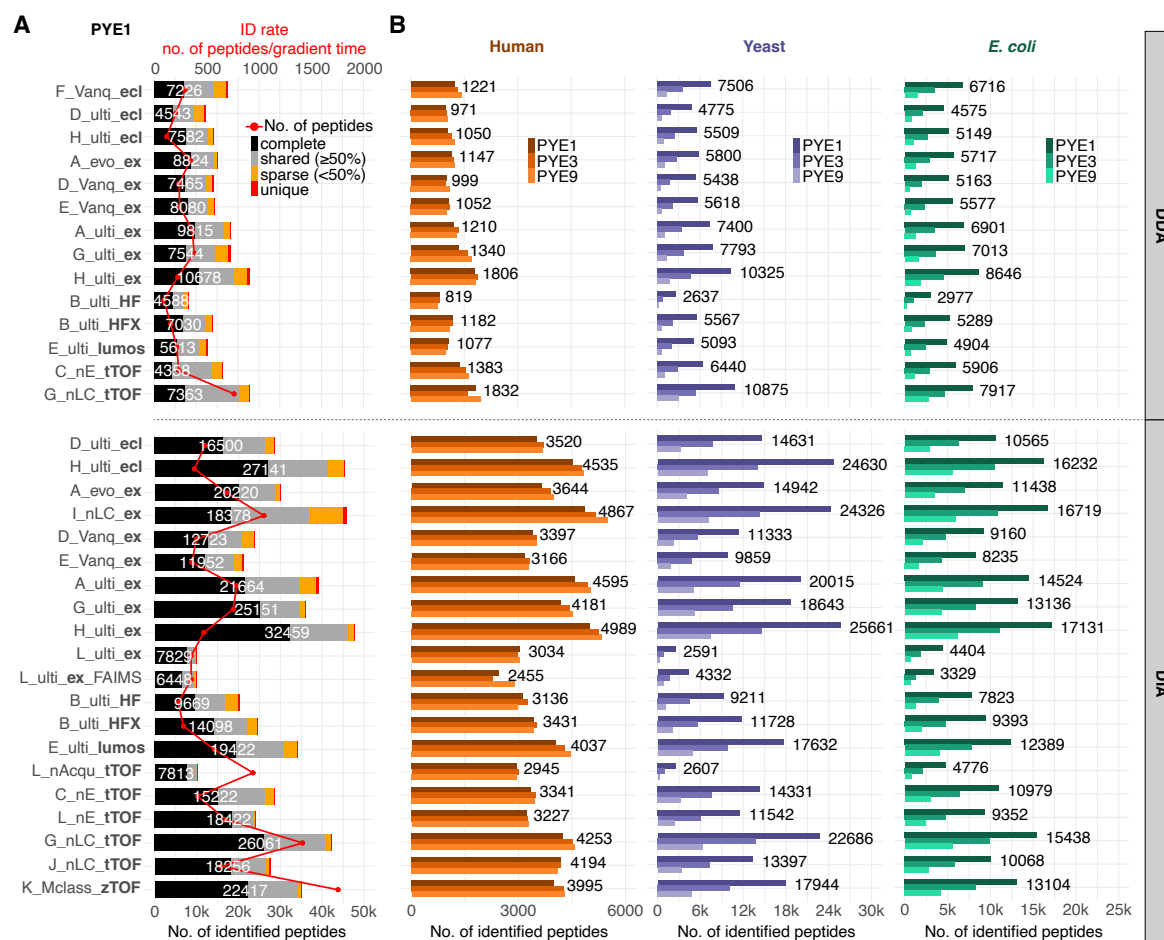 A
PYE1
ID rate
no. of peptides/gradient time
0 500 1000 1500 2000
B
Human
Yeast
E. coli
F_Vanq_ecl 7226 1221 7506 6716
D_ulti_ecl 4543 971 4775 4575
H_ulti_ecl 7582 1050 5509 5149
A_evo_ex 8824 1147 5800 5717
D_Vanq_ex 7465 999 5438 5163
E_Vanq_ex 8080 1052 5618 5577
A_ulti_ex 9815 1210 7400 6901
G_ulti_ex 7544 1340 7793 7013
H_ulti_ex 10678 1806 10325 8646
B_ulti_HF 4588 819 2637 2977
B_ulti_HFX 7030 1182 5567 5289
E_ulti_lumos 5613 1077 5093 4904
C_nE_tTOF 4358 1383 6440 5906
G_nLC_tTOF 7363 1832 10875 7917
No. of peptides
complete
shared (≥50%)
sparse (<50%)
unique
PYE1
PYE3
PYE9
PYE1
PYE3
PYE9
PYE1
PYE3
PYE9
DDA
D_ulti_ecl 16500 3520 14631 10565
H_ulti_ecl 27141 4535 24630 16232
A_evo_ex 20220 3644 14942 11438
I_nLC_ex 18378 4867 24326 16719
D_Vanq_ex 12723 3397 11333 9160
E_Vanq_ex 11952 3166 9859 8235
A_ulti_ex 21664 4595 20015 14524
G_ulti_ex 25151 4181 18643 13136
H_ulti_ex 32459 4989 25661 17131
L_ulti_ex 7829 3034 2591 4404
L_ulti_ex_FAIMS 6448 2455 4332 3329
B_ulti_HF 9669 3136 9211 7823
B_ulti_HFX 14098 3431 11728 9393
E_ulti_lumos 19422 4037 17632 12389
L_nAcqu_tTOF 7813 2945 2607 4776
C_nE_tTOF 15222 3341 14331 10979
L_nE_tTOF 18422 3227 11542 9352
G_nLC_tTOF 26061 4253 22686 15438
J_nLC_tTOF 18256 4194 13397 10068
K_Mclass_zTOF 22417 3995 17944 13104
DIA
0 10k 20k 30k 40k 50k
No. of identified peptides
0 3000 6000
No. of identified peptides
0 6k 12k 18k 24k 30k
No. of identified peptides
0 5k 10k 15k 20k 25k
No. of identified peptides